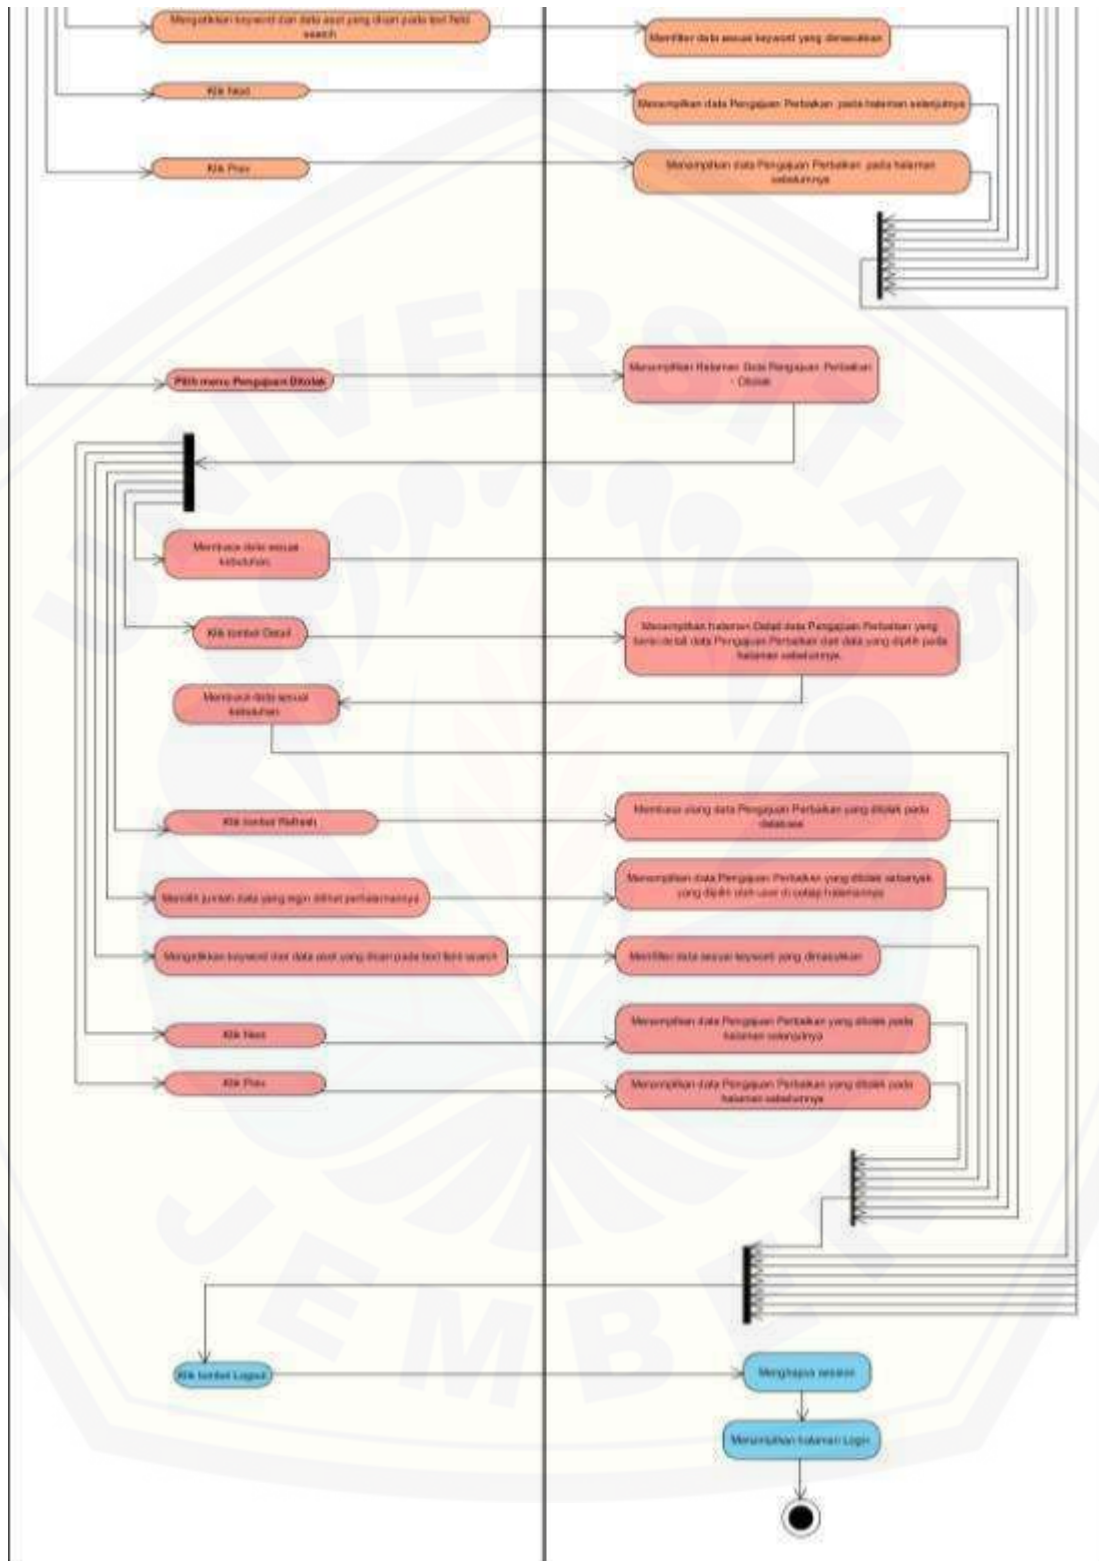 Mengetikkan keyword dari data aset yang dicari pada text field
search
Memfilter data sesuai keyword yang dimasukkan
Klik Next
Menampilkan data Pengajuan Perbaikan pada halaman selanjutnya
Klik Prev
Menampilkan data Pengajuan Perbaikan pada halaman
sebelumnya
Pilih menu Pengajuan Ditolak
Menampilkan Halaman Data Pengajuan Perbaikan
- Ditolak
Membaca data sesuai
kebutuhan
Klik tombol Detail
Menampilkan halaman Detail data Pengajuan Perbaikan yang
berisi detail data Pengajuan Perbaikan dari data yang dipilih pada
halaman sebelumnya
Membaca data sesuai
kebutuhan
Klik tombol Refresh
Membaca ulang data Pengajuan Perbaikan yang ditolak pada
database
Memilih jumlah data yang ingin dilihat perhalamannya
Menampilkan data Pengajuan Perbaikan yang ditolak sebanyak
yang dipilih oleh user di setiap halamannya
Mengetikkan keyword dari data aset yang dicari pada text field search
Memfilter data sesuai keyword yang dimasukkan
Klik Next
Menampilkan data Pengajuan Perbaikan yang ditolak pada
halaman selanjutnya
Klik Prev
Menampilkan data Pengajuan Perbaikan yang ditolak pada
halaman sebelumnya
Klik tombol Logout
Menghapus session
Menampilkan halaman Login
UNIVERSITAS
JEMBER